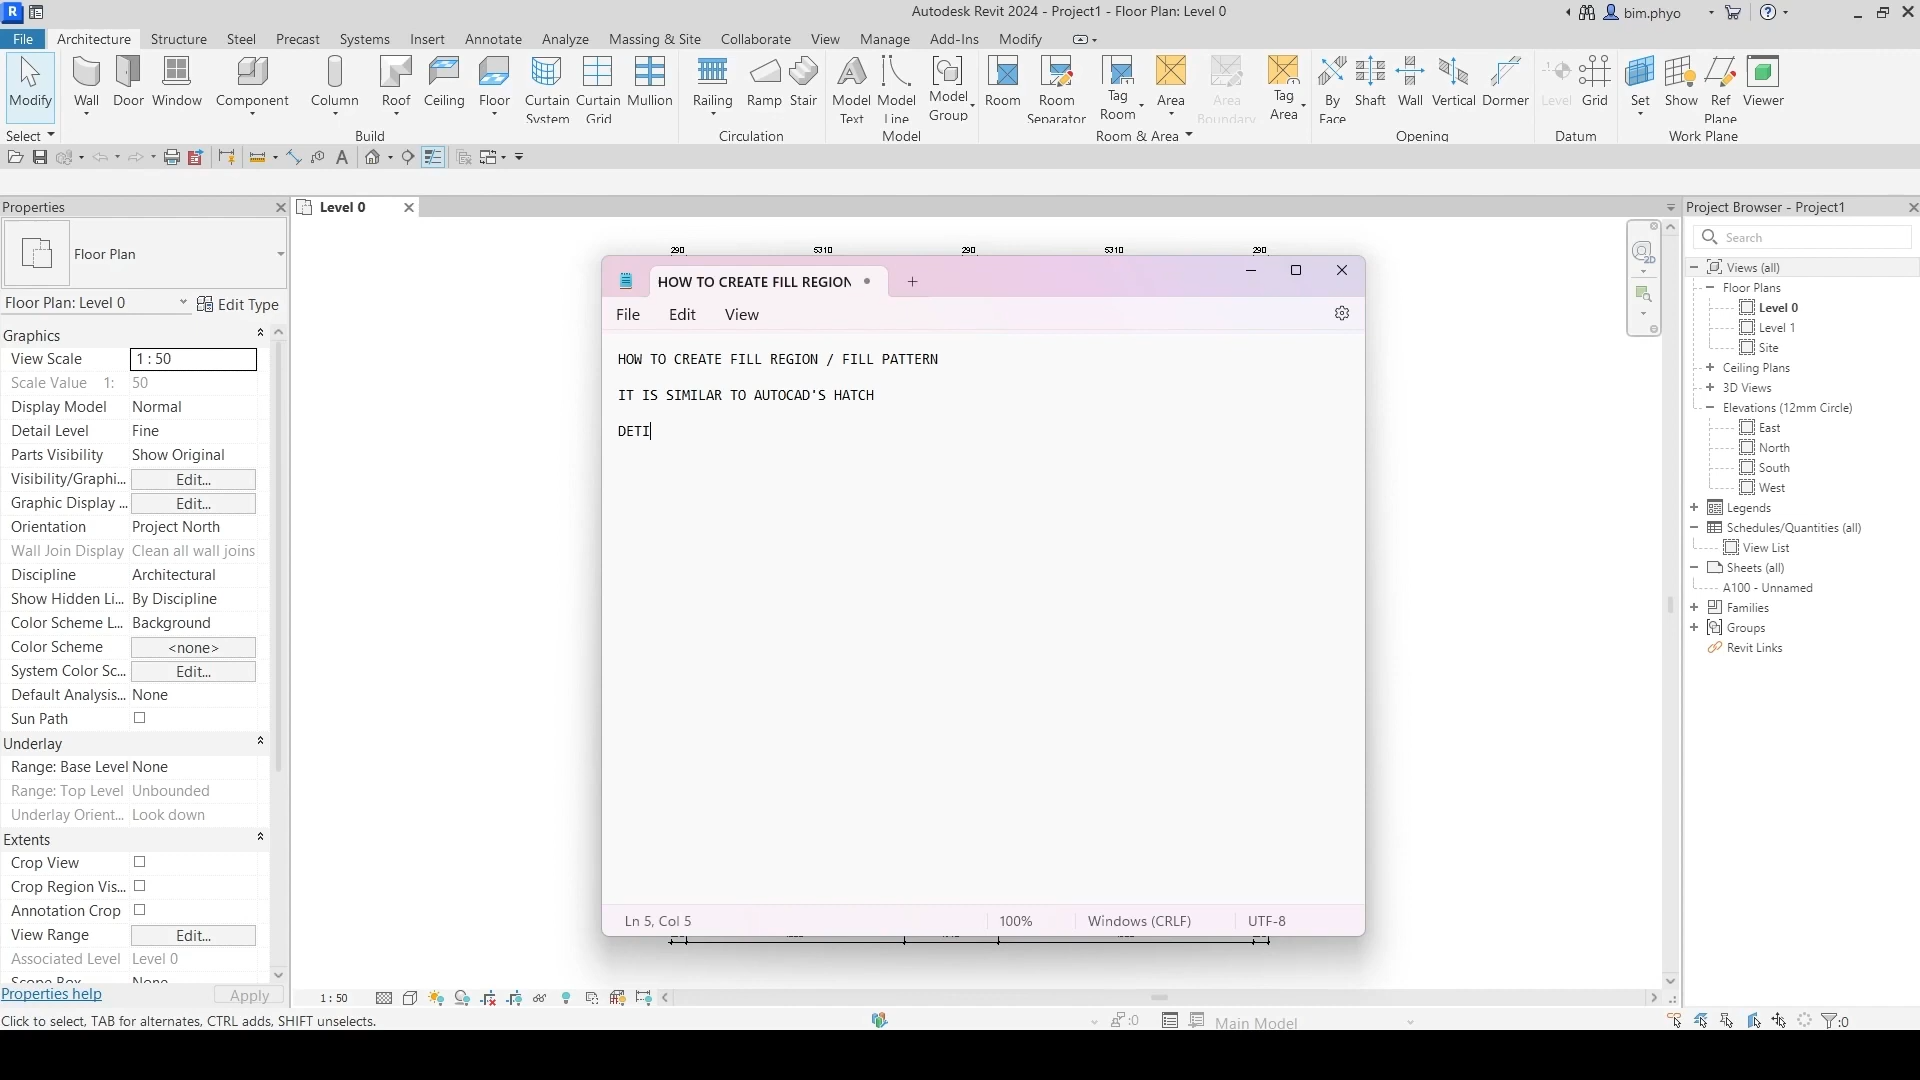 Autodesk Revit 2024 - Project1 - Floor Plan: Level 0
bim.phyo
File Architecture Structure Steel Precast Systems Insert Annotate Analyze Massing & Site Collaborate View Manage Add-Ins Modify
Modify Wall Door Window Component Column Roof Ceiling Floor Curtain System Curtain Grid Mullion Railing Ramp Stair Model Text Model Line Model Group Room Room Separator Tag Room Area Area Boundary Tag Area By Face Shaft Wall Vertical Dormer Level Grid Set Show Ref Plane Viewer
Select Build Circulation Model Room & Area Opening Datum Work Plane
Properties
Level 0
Project Browser - Project1
Floor Plan
Search
290 5310 290 5310 290
Floor Plan: Level 0
Edit Type
Graphics
View Scale 1 : 50
Scale Value 1: 50
Display Model Normal
Detail Level Fine
Parts Visibility Show Original
Visibility/Graphi... Edit...
Graphic Display ... Edit...
Orientation Project North
Wall Join Display Clean all wall joins
Discipline Architectural
Show Hidden Li... By Discipline
Color Scheme L... Background
Color Scheme <none>
System Color Sc... Edit...
Default Analysis... None
Sun Path
Underlay
Range: Base Level None
Range: Top Level Unbounded
Underlay Orient... Look down
Extents
Crop View
Crop Region Vis...
Annotation Crop
View Range Edit...
Associated Level Level 0
Scope Box None
Properties help
Apply
HOW TO CREATE FILL REGION
File Edit View
HOW TO CREATE FILL REGION / FILL PATTERN
IT IS SIMILAR TO AUTOCAD'S HATCH
DETI
Ln 5, Col 5 100% Windows (CRLF) UTF-8
Views (all)
Floor Plans
Level 0
Level 1
Site
Ceiling Plans
3D Views
Elevations (12mm Circle)
East
North
South
West
Legends
Schedules/Quantities (all)
View List
Sheets (all)
A100 - Unnamed
Families
Groups
Revit Links
1 : 50
Click to select, TAB for alternates, CTRL adds, SHIFT unselects.
:0
Main Model
:0